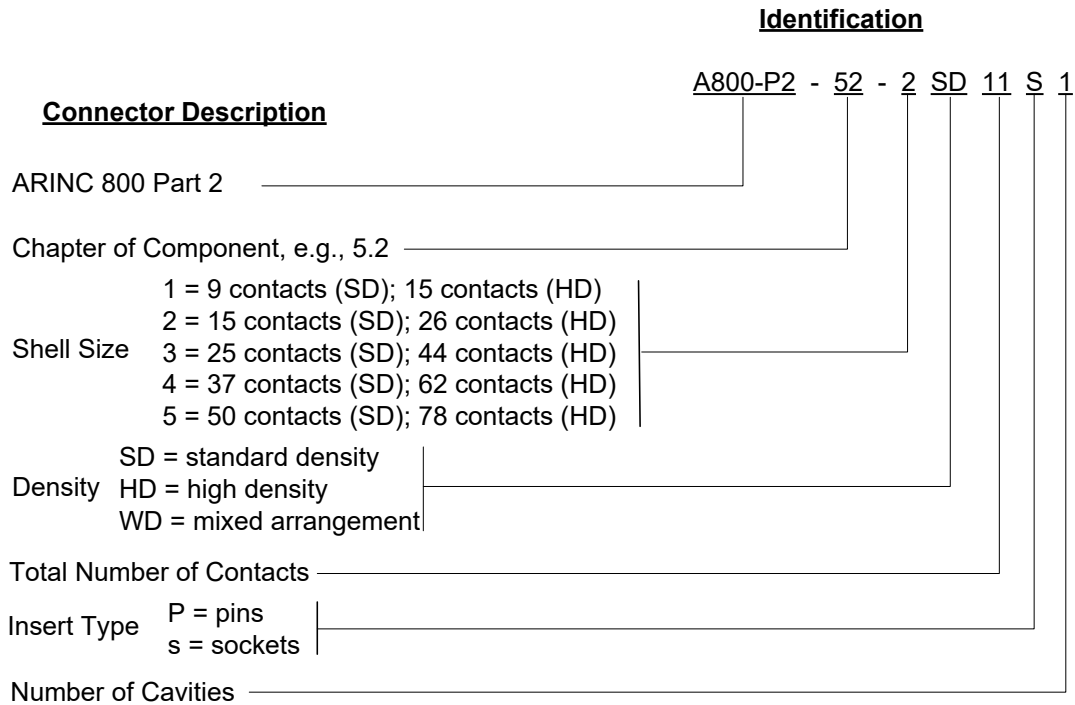 Identification
A800-P2 - 52 - 2 SD 11 S 1
Connector Description
ARINC 800 Part 2
Chapter of Component, e.g., 5.2
1 = 9 contacts (SD); 15 contacts (HD)
2 = 15 contacts (SD); 26 contacts (HD)
Shell Size 3 = 25 contacts (SD); 44 contacts (HD)
4 = 37 contacts (SD); 62 contacts (HD)
5 = 50 contacts (SD); 78 contacts (HD)
SD = standard density
Density HD = high density
WD = mixed arrangement
Total Number of Contacts
Insert Type P = pins
s = sockets
Number of Cavities